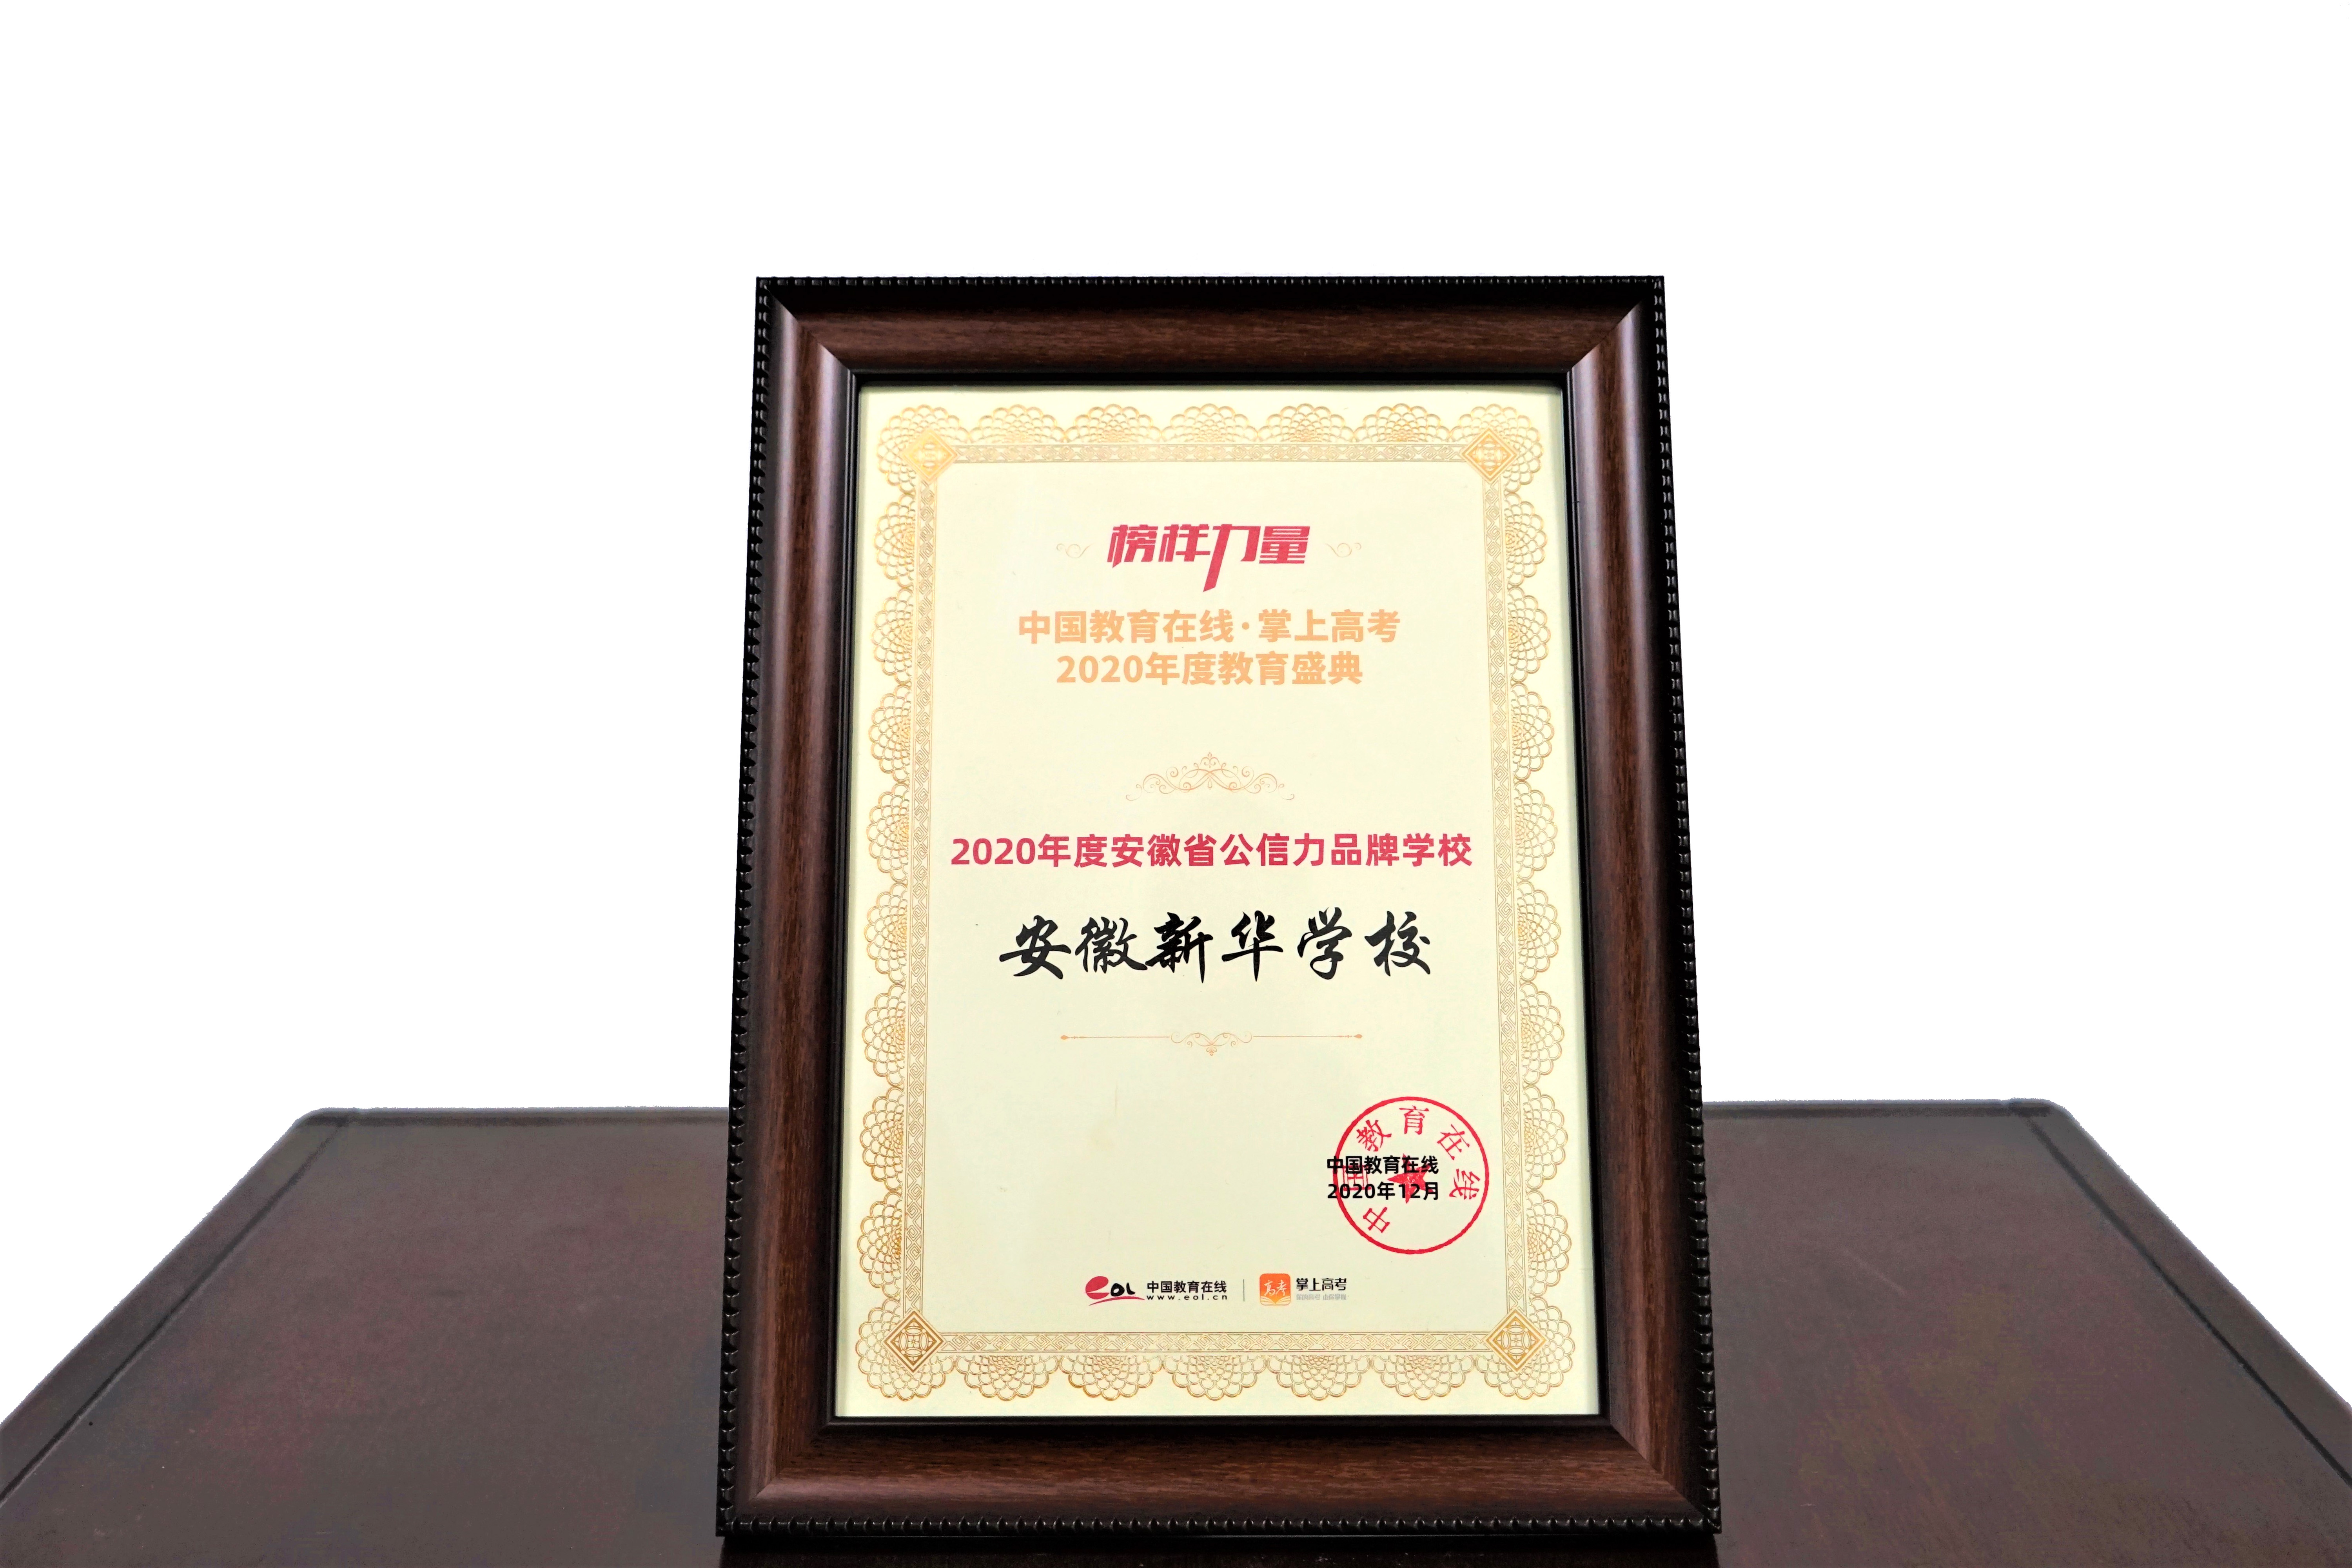 榜样力量
中国教育在线·掌上高考
2020年度教育盛典
2020年度安徽省公信力品牌学校
安徽新华学校
中国教育在线
中国教育在线
2020年12月
eoL 中国教育在线
www.eol.cn
高考 掌上高考